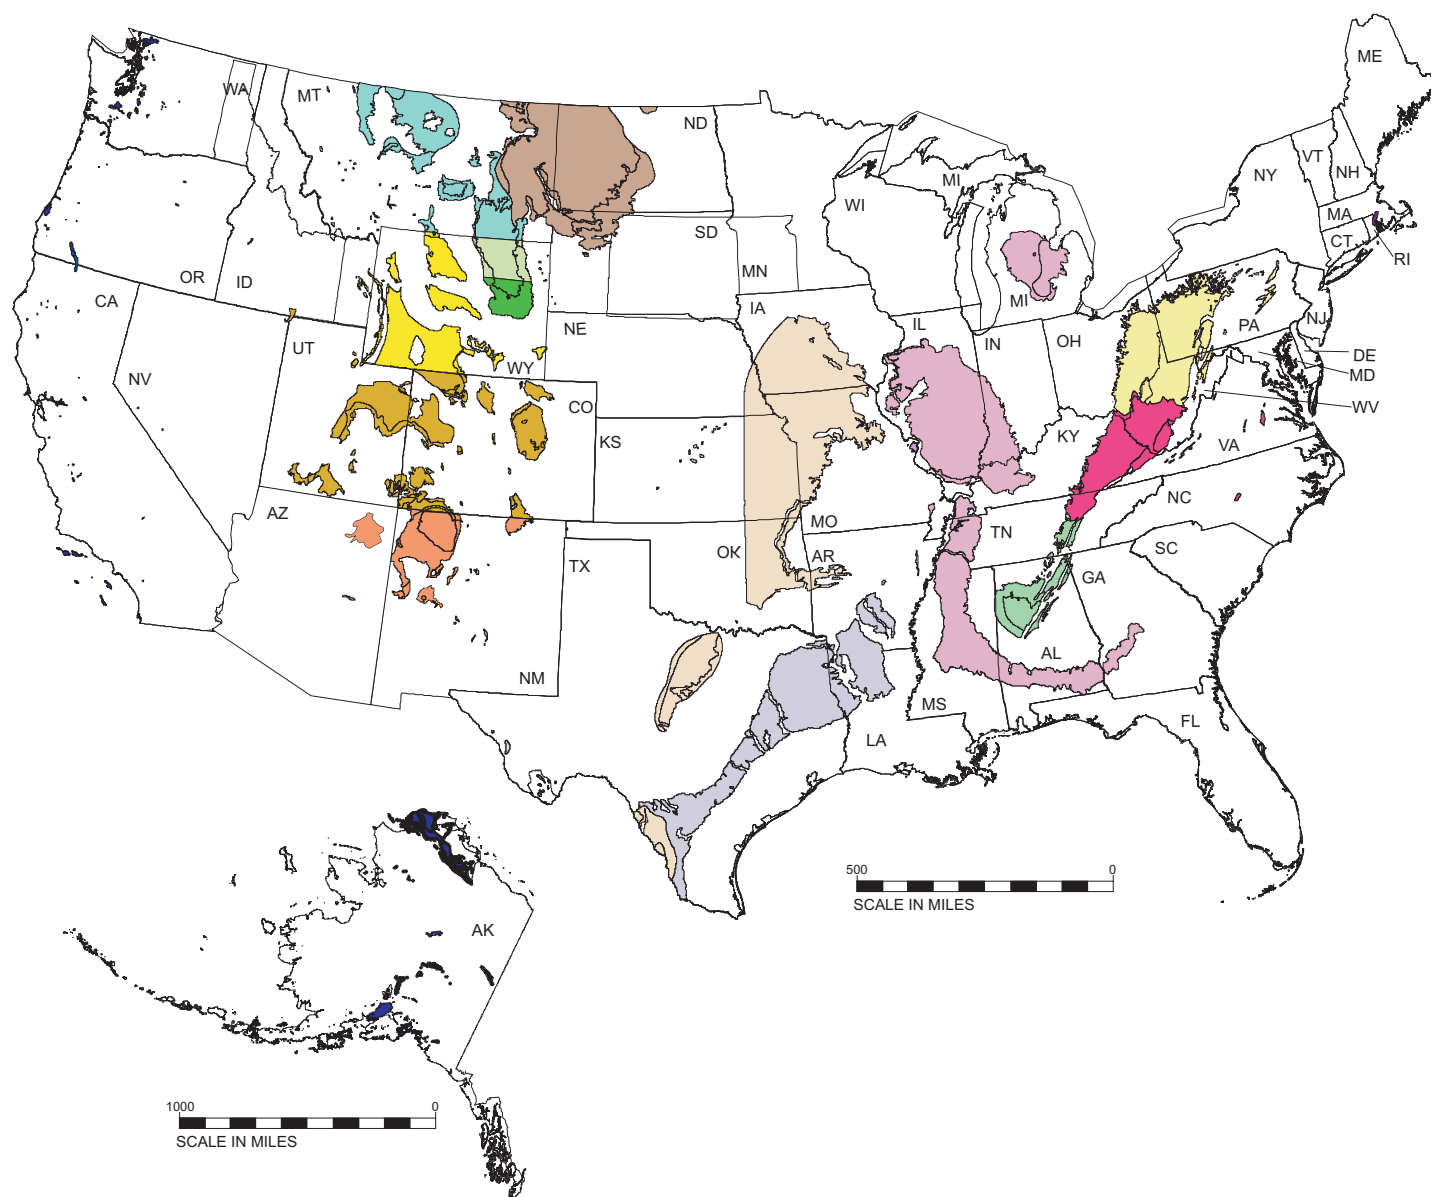 ME
WA
MT
ND
VT
NH
NY
MI
WI
MA
CT
RI
SD
MN
OR
ID
CA
IA
MI
NE
IL
IN
OH
PA
NJ
UT
DE
MD
WY
NV
CO
WV
KS
KY
VA
NC
AZ
MO
TN
OK
AR
SC
TX
GA
AL
NM
MS
FL
LA
500 0
SCALE IN MILES
AK
1000 0
SCALE IN MILES